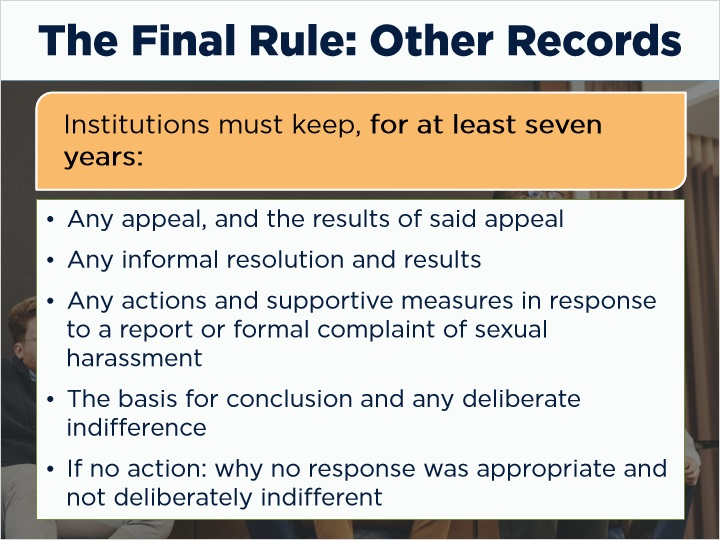 The Final Rule: Other Records
Institutions must keep, for at least seven
years:
• Any appeal, and the results of said appeal
• Any informal resolution and results
• Any actions and supportive measures in response
to a report or formal complaint of sexual
harassment
• The basis for conclusion and any deliberate
indifference
• If no action: why no response was appropriate and
not deliberately indifferent